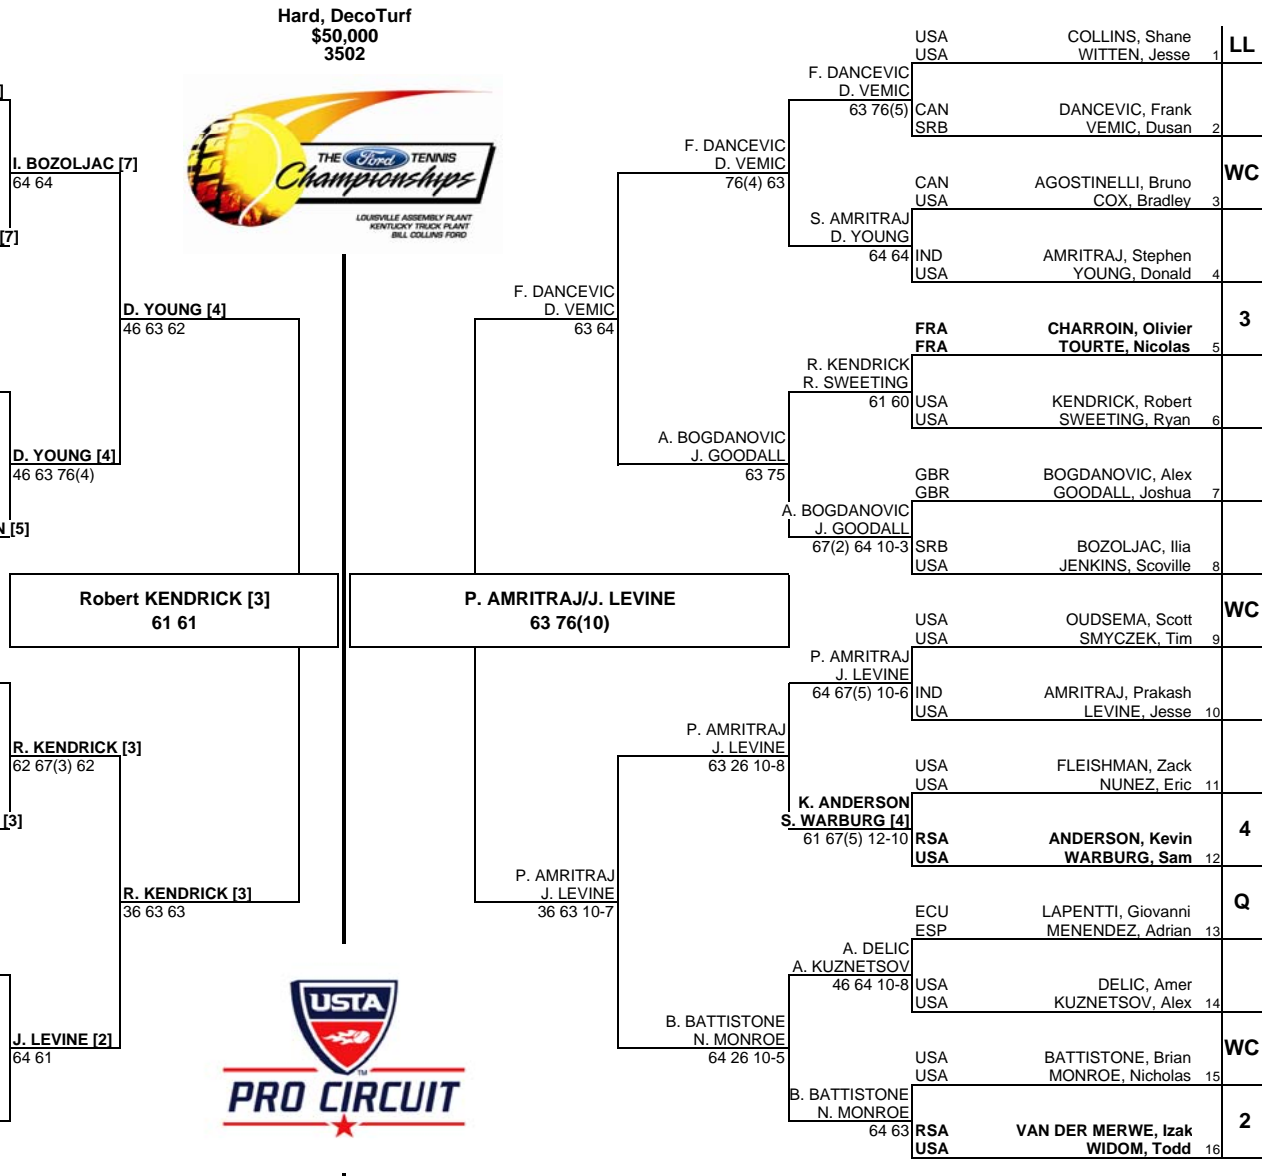 Hard, DecoTurf
$50,000
3502
THE Ford TENNIS
Championships
LOUISVILLE ASSEMBLY PLANT
KENTUCKY TRUCK PLANT
BILL COLLINS FORD
]
I. BOZOLJAC [7]
64 64
[7]
D. YOUNG [4]
46 63 62
D. YOUNG [4]
46 63 76(4)
N [5]
Robert KENDRICK [3]
61 61
R. KENDRICK [3]
62 67(3) 62
[3]
R. KENDRICK [3]
36 63 63
J. LEVINE [2]
64 61
USTA
TM
PRO CIRCUIT
F. DANCEVIC
D. VEMIC
63 64
P. AMRITRAJ/J. LEVINE
63 76(10)
P. AMRITRAJ
J. LEVINE
36 63 10-7
F. DANCEVIC
D. VEMIC
76(4) 63
A. BOGDANOVIC
J. GOODALL
63 75
P. AMRITRAJ
J. LEVINE
63 26 10-8
B. BATTISTONE
N. MONROE
64 26 10-5
F. DANCEVIC
D. VEMIC
63 76(5)
S. AMRITRAJ
D. YOUNG
64 64
R. KENDRICK
R. SWEETING
61 60
A. BOGDANOVIC
J. GOODALL
67(2) 64 10-3
P. AMRITRAJ
J. LEVINE
64 67(5) 10-6
K. ANDERSON
S. WARBURG [4]
61 67(5) 12-10
A. DELIC
A. KUZNETSOV
46 64 10-8
B. BATTISTONE
N. MONROE
64 63
USA COLLINS, Shane
USA WITTEN, Jesse 1 LL
CAN DANCEVIC, Frank
SRB VEMIC, Dusan 2
WC
CAN AGOSTINELLI, Bruno
USA COX, Bradley 3
IND AMRITRAJ, Stephen
USA YOUNG, Donald 4
3
FRA CHARROIN, Olivier
FRA TOURTE, Nicolas 5
USA KENDRICK, Robert
USA SWEETING, Ryan 6
GBR BOGDANOVIC, Alex
GBR GOODALL, Joshua 7
SRB BOZOLJAC, Ilia
USA JENKINS, Scoville 8
WC
USA OUDSEMA, Scott
USA SMYCZEK, Tim 9
IND AMRITRAJ, Prakash
USA LEVINE, Jesse 10
USA FLEISHMAN, Zack
USA NUNEZ, Eric 11
4
RSA ANDERSON, Kevin
USA WARBURG, Sam 12
Q
ECU LAPENTTI, Giovanni
ESP MENENDEZ, Adrian 13
USA DELIC, Amer
USA KUZNETSOV, Alex 14
WC
USA BATTISTONE, Brian
USA MONROE, Nicholas 15
2
RSA VAN DER MERWE, Izak
USA WIDOM, Todd 16